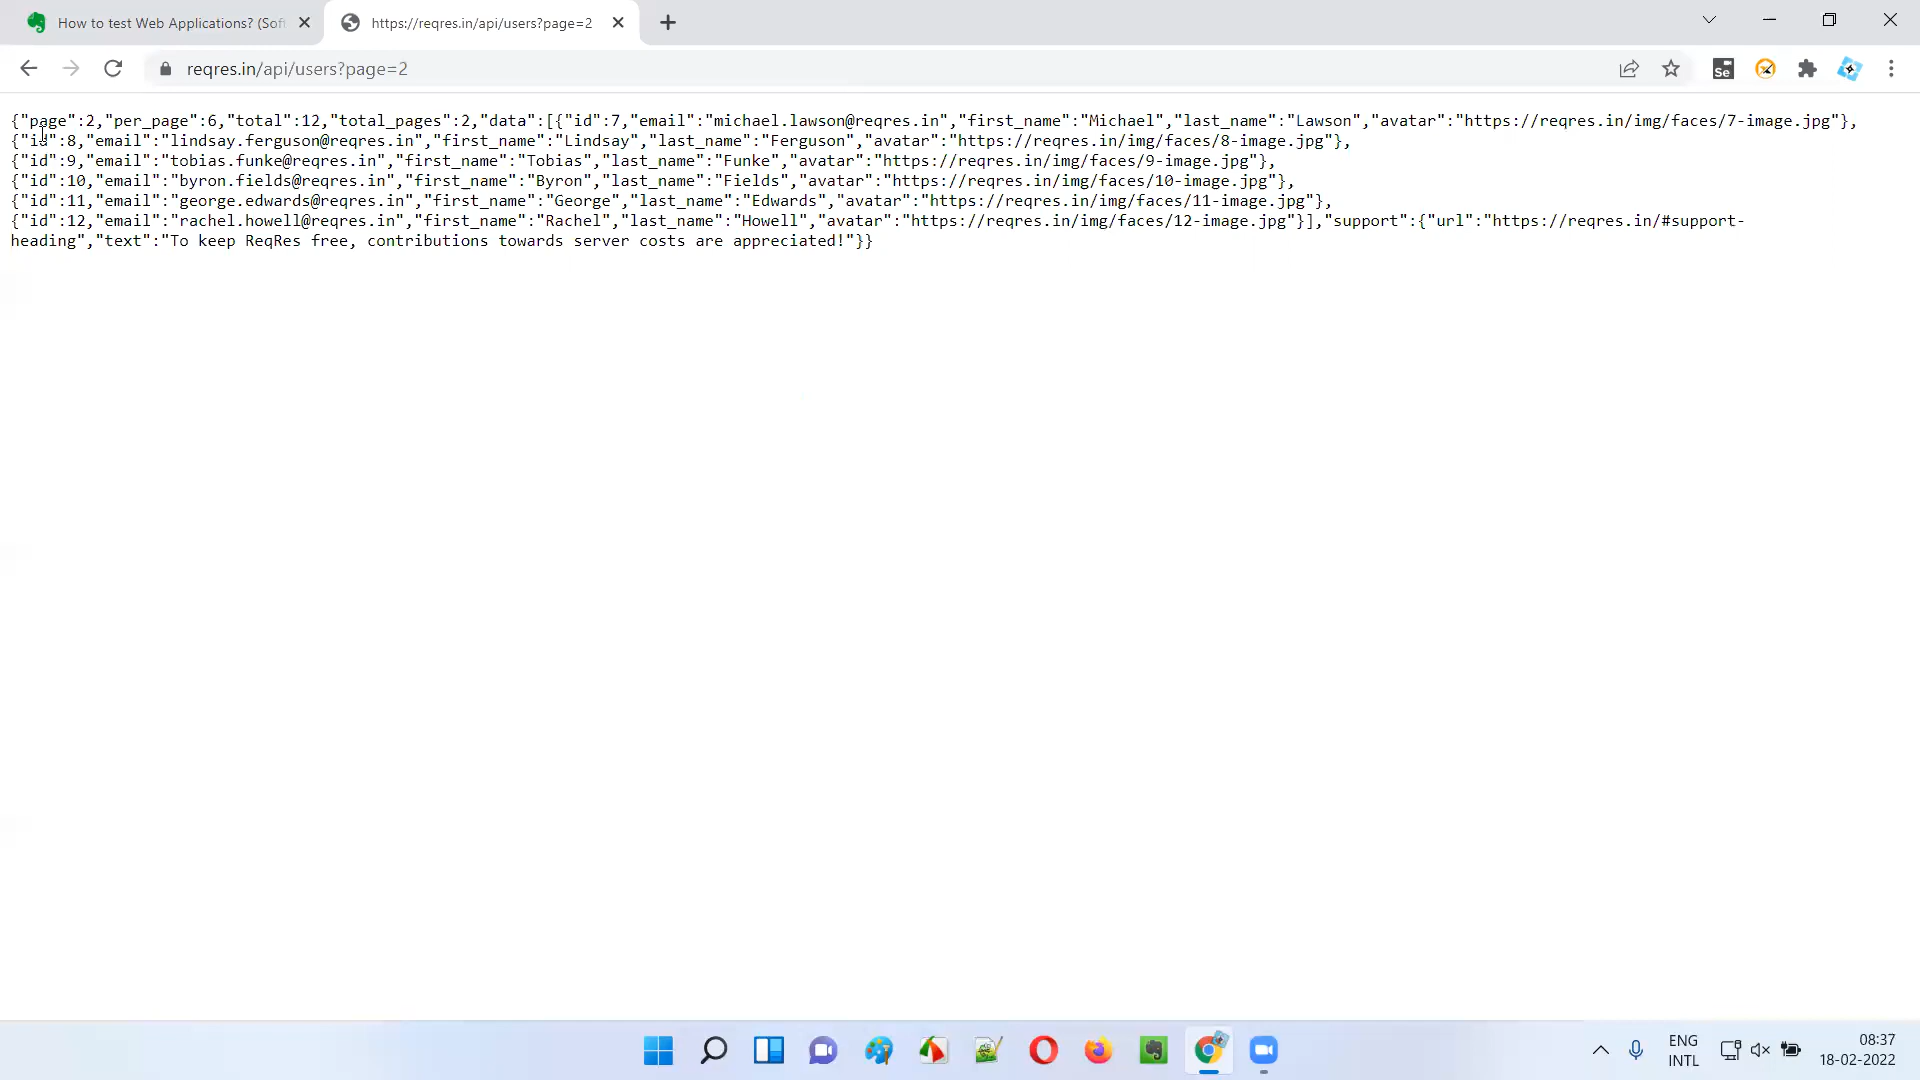 How to test Web Applications? (Sof
https://reqres.in/api/users?page=2
reqres.in/api/users?page=2
Se
{"page":2,"per_page":6,"total":12,"total_pages":2,"data":[{"id":7,"email":"michael.lawson@reqres.in","first_name":"Michael","last_name":"Lawson","avatar":"https://reqres.in/img/faces/7-image.jpg"},
{"id":8,"email":"lindsay.ferguson@reqres.in","first_name":"Lindsay","last_name":"Ferguson","avatar":"https://reqres.in/img/faces/8-image.jpg"},
{"id":9,"email":"tobias.funke@reqres.in","first_name":"Tobias","last_name":"Funke","avatar":"https://reqres.in/img/faces/9-image.jpg"},
{"id":10,"email":"byron.fields@reqres.in","first_name":"Byron","last_name":"Fields","avatar":"https://reqres.in/img/faces/10-image.jpg"},
{"id":11,"email":"george.edwards@reqres.in","first_name":"George","last_name":"Edwards","avatar":"https://reqres.in/img/faces/11-image.jpg"},
{"id":12,"email":"rachel.howell@reqres.in","first_name":"Rachel","last_name":"Howell","avatar":"https://reqres.in/img/faces/12-image.jpg"}],"support":{"url":"https://reqres.in/#support-
heading","text":"To keep ReqRes free, contributions towards server costs are appreciated!"}}
ENG
INTL
08:37
18-02-2022